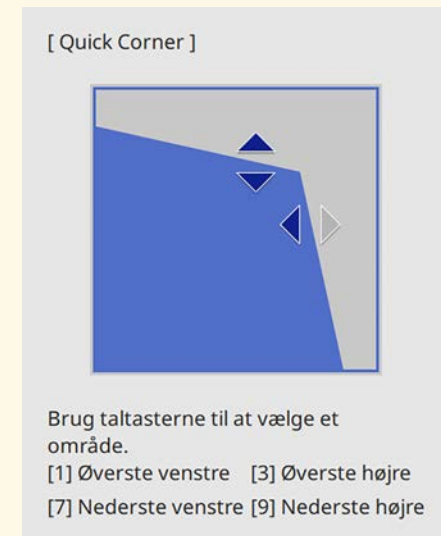 [ Quick Corner ]
Brug taltasterne til at vælge et
område.
[1] Øverste venstre [3] Øverste højre
[7] Nederste venstre [9] Nederste højre